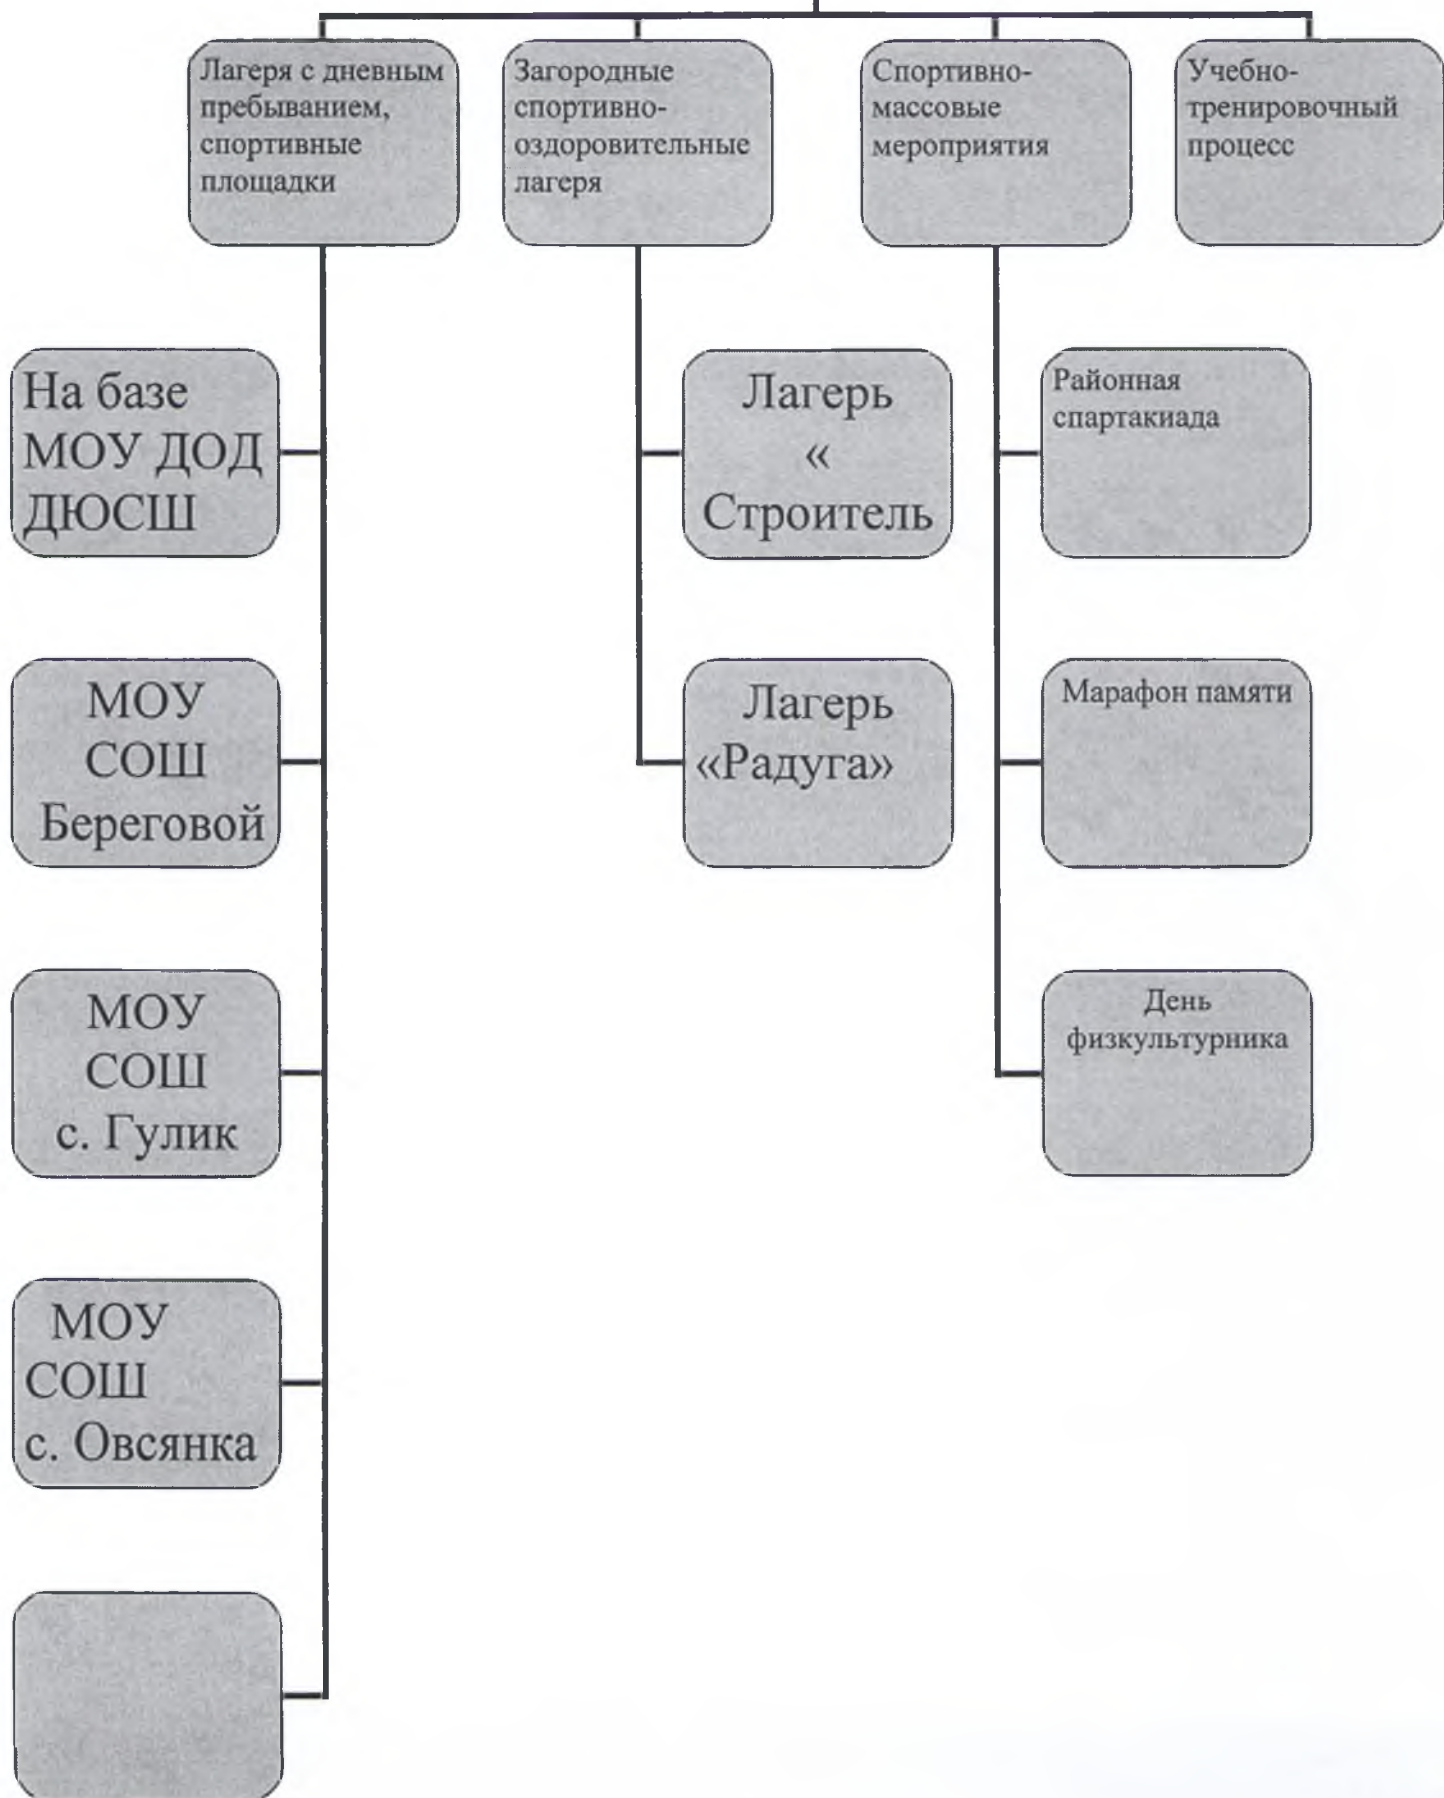 Лагеря с дневным
пребыванием,
спортивные
площадки
Загородные
спортивно-
оздоровительные
лагеря
Спортивно-
массовые
мероприятия
Учебно-
тренировочный
процесс
На базе
МОУ ДОД
ДЮСШ
МОУ
СОШ
Береговой
МОУ
СОШ
с. Гулик
МОУ
СОШ
с. Овсянка
Лагерь
«
Строитель
Лагерь
«Радуга»
Районная
спартакиада
Марафон памяти
День
физкультурника